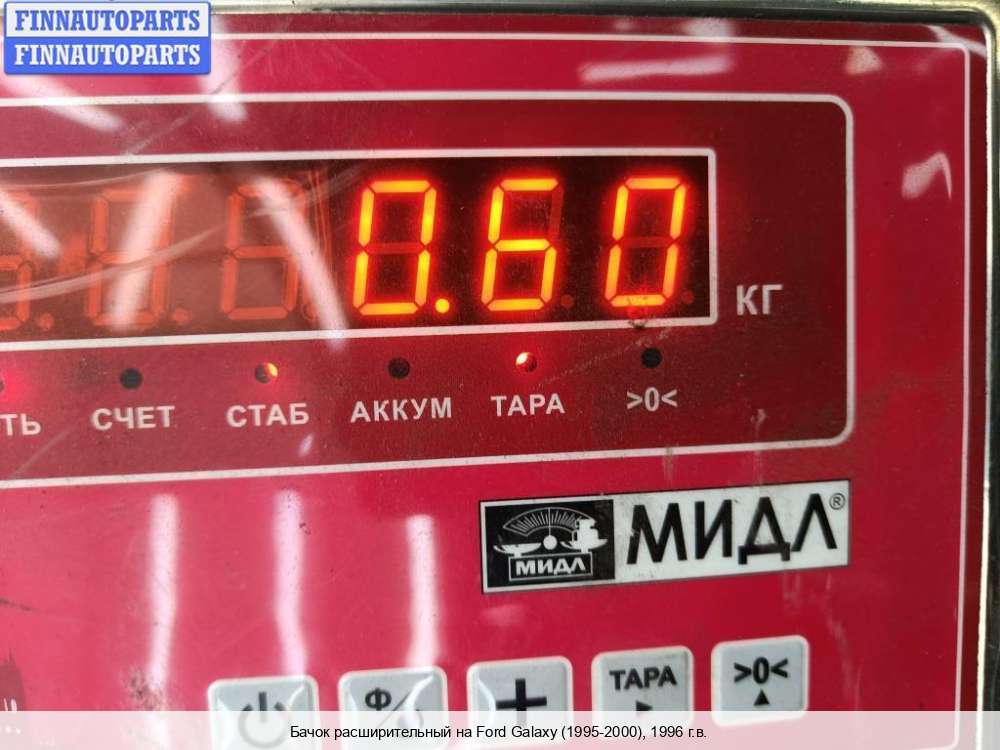 FINNAUTOPARTS
FINNAUTOPARTS
0.60
КГ
ТЬ СЧЕТ СТАБ АККУМ ТАРА >0<
МИДЛ МИДЛ®
Ф/ + ТАРА >0<
Бачок расширительный на Ford Galaxy (1995-2000), 1996 г.в.